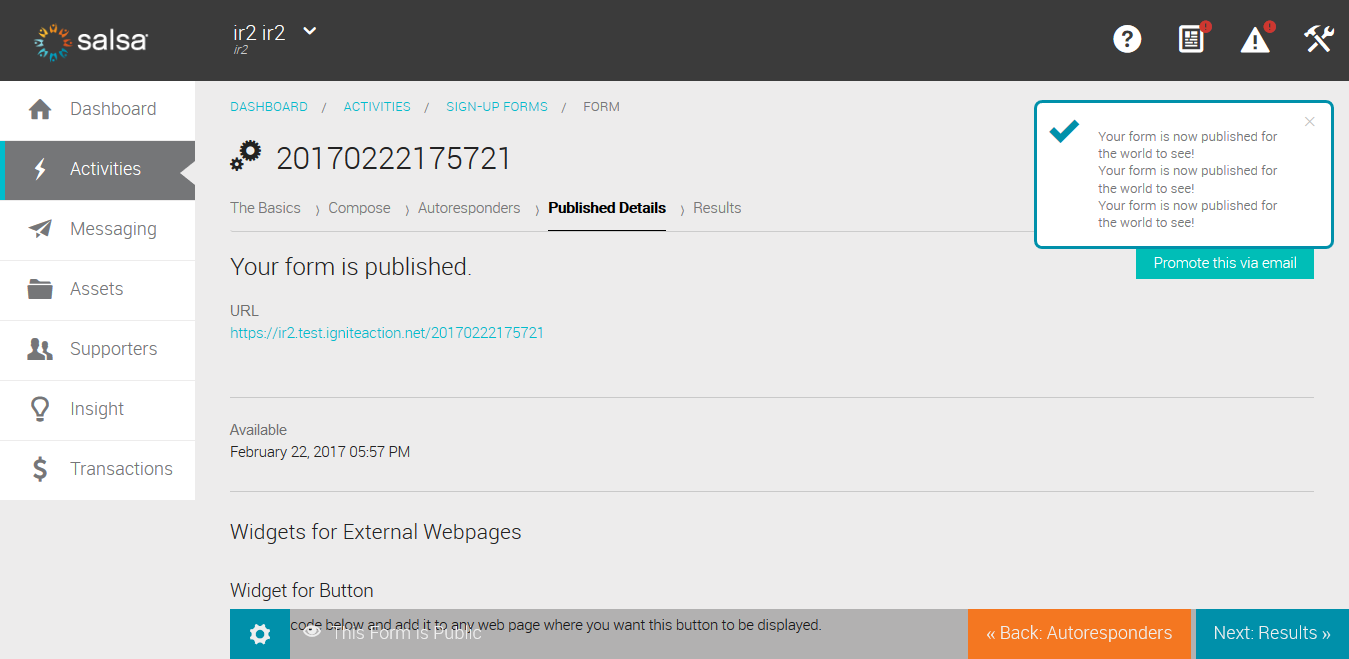 salsa
ir2 ir2
ir2
?
!
!
Dashboard
Activities
Messaging
Assets
Supporters
Insight
Transactions
DASHBOARD / ACTIVITIES / SIGN-UP FORMS / FORM
20170222175721
The Basics › Compose › Autoresponders › Published Details › Results
×
Your form is now published for
the world to see!
Your form is now published for
the world to see!
Your form is now published for
the world to see!
Your form is published.
Promote this via email
URL
https://ir2.test.igniteaction.net/20170222175721
Available
February 22, 2017 05:57 PM
Widgets for External Webpages
Widget for Button
code below and add it to any web page where you want this button to be displayed.
This Form is Public
« Back: Autoresponders
Next: Results »